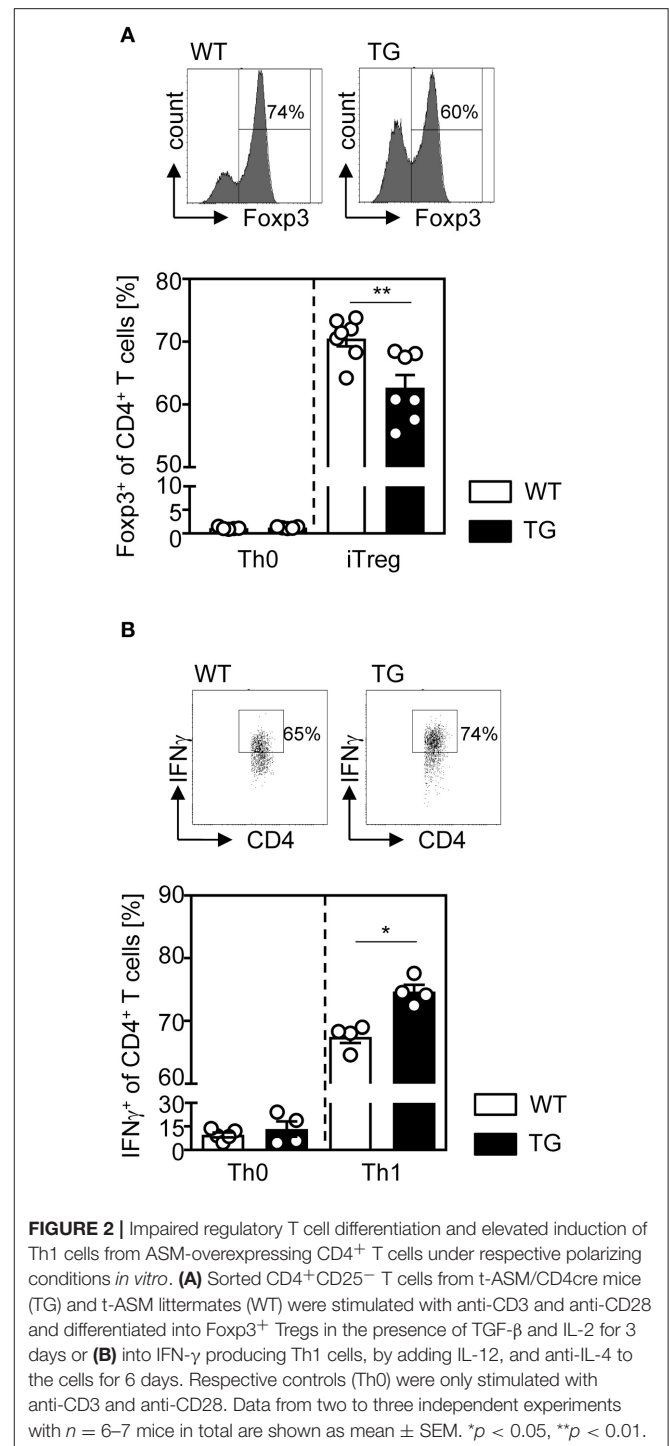 A
WT
TG
count
74%
Foxp3
count
60%
Foxp3
Foxp3+ of CD4+ T cells [%]
80
70
60
50
10
5
0
**
Th0
iTreg
WT
TG
B
WT
TG
IFNγ
65%
CD4
IFNγ
74%
CD4
IFNγ+ of CD4+ T cells [%]
90
80
70
60
30
15
0
*
Th0
Th1
WT
TG
FIGURE 2 | Impaired regulatory T cell differentiation and elevated induction of
Th1 cells from ASM-overexpressing CD4+ T cells under respective polarizing
conditions in vitro. (A) Sorted CD4+CD25− T cells from t-ASM/CD4cre mice
(TG) and t-ASM littermates (WT) were stimulated with anti-CD3 and anti-CD28
and differentiated into Foxp3+ Tregs in the presence of TGF-β and IL-2 for 3
days or (B) into IFN-γ producing Th1 cells, by adding IL-12, and anti-IL-4 to
the cells for 6 days. Respective controls (Th0) were only stimulated with
anti-CD3 and anti-CD28. Data from two to three independent experiments
with n = 6–7 mice in total are shown as mean ± SEM. *p < 0.05, **p < 0.01.